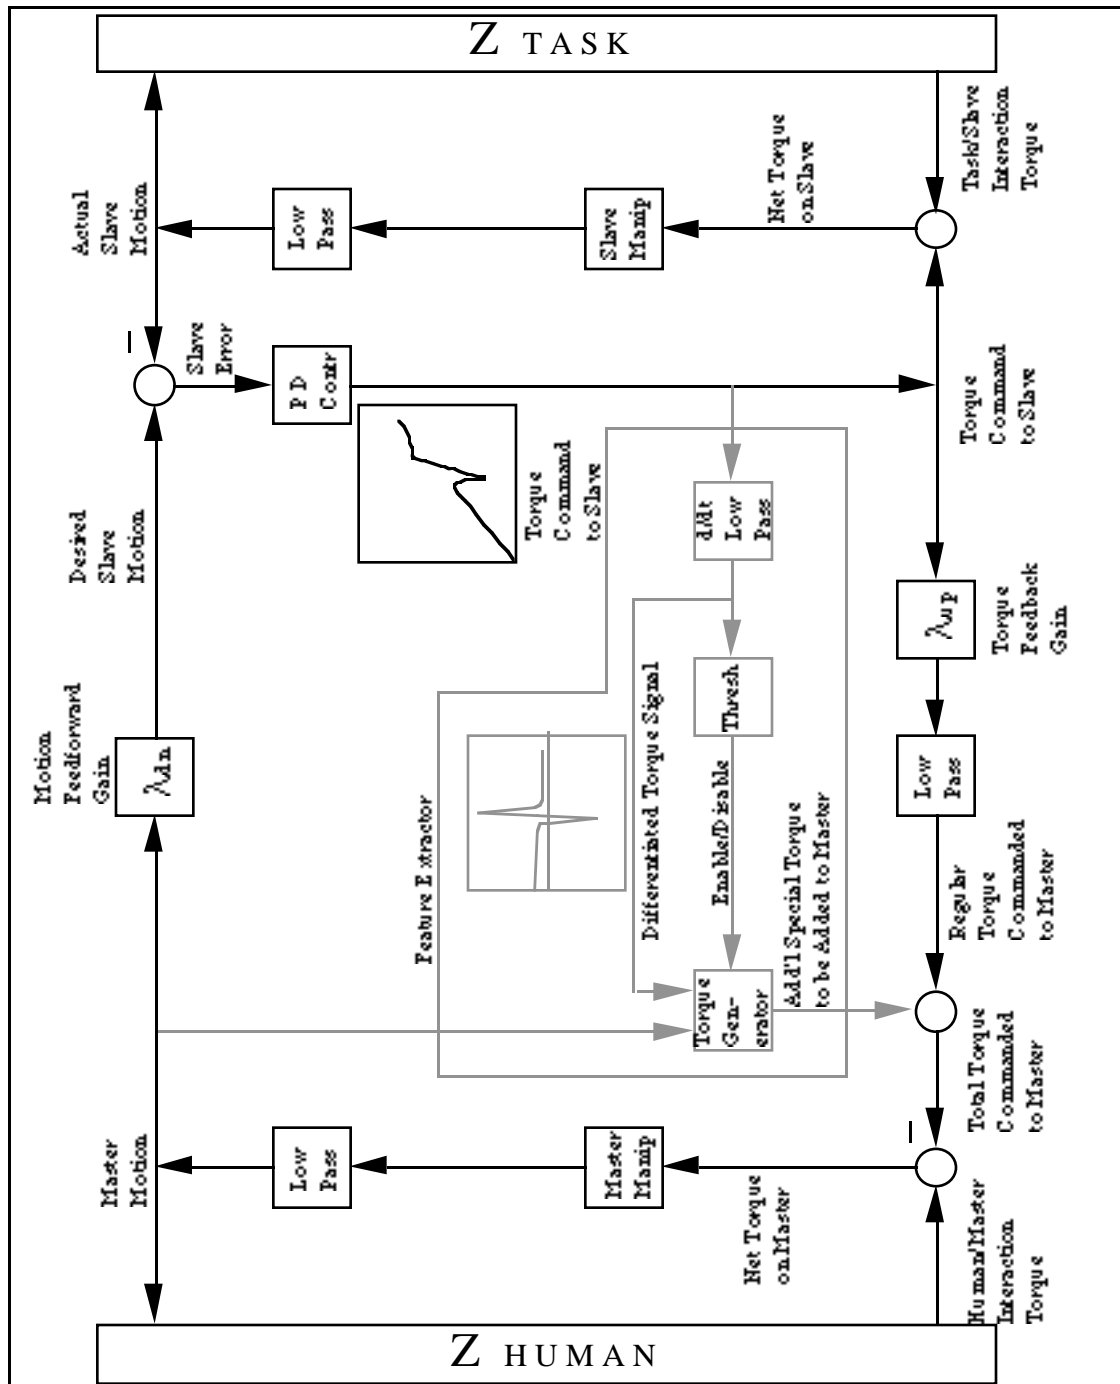 Z TASK
Actual
Slave
Motion
Low
Pass
Slave
Manip
Net Torque
on Slave
Task/Slave
Interaction
Torque
Slave
Error
PD
Contr
Torque
Command
to Slave
Torque
Command
to Slave
Desired
Slave
Motion
d/dt
Low
Pass
λup
Torque
Feedback
Gain
Motion
Feedforward
Gain
λdn
Feature Extractor
Differentiated Torque Signal
Thresh
Enable/Disable
Add'l Special Torque
to be Added to Master
Low
Pass
Regular
Torque
Commanded
to Master
Torque
Gen-
erator
Total Torque
Commanded
to Master
Master
Motion
Low
Pass
Master
Manip
Net Torque
on Master
Human/Master
Interaction
Torque
Z HUMAN